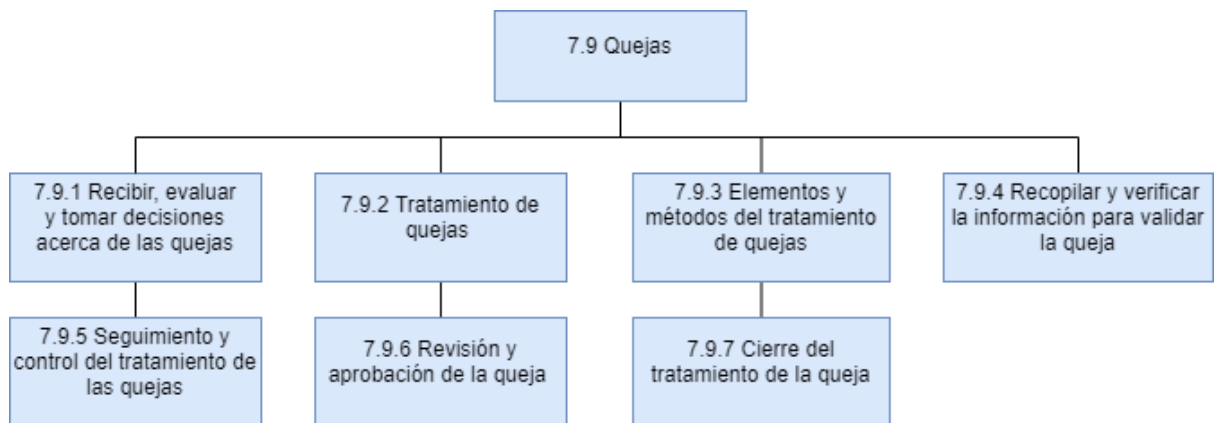 7.9 Quejas
7.9.1 Recibir, evaluar
y tomar decisiones
acerca de las quejas
7.9.2 Tratamiento de
quejas
7.9.3 Elementos y
métodos del tratamiento
de quejas
7.9.4 Recopilar y verificar
la información para validar
la queja
7.9.5 Seguimiento y
control del tratamiento de
las quejas
7.9.6 Revisión y
aprobación de la queja
7.9.7 Cierre del
tratamiento de la queja